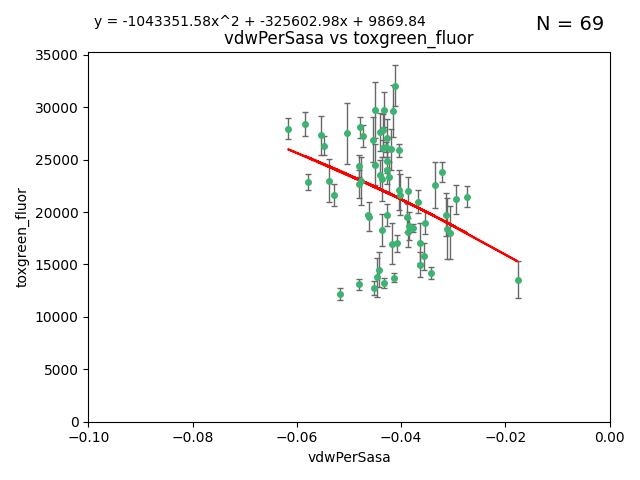 y = -1043351.58x^2 + -325602.98x + 9869.84
N = 69
vdwPerSasa vs toxgreen_fluor
35000
30000
25000
20000
15000
10000
5000
0
toxgreen_fluor
−0.10
−0.08
−0.06
−0.04
−0.02
0.00
vdwPerSasa